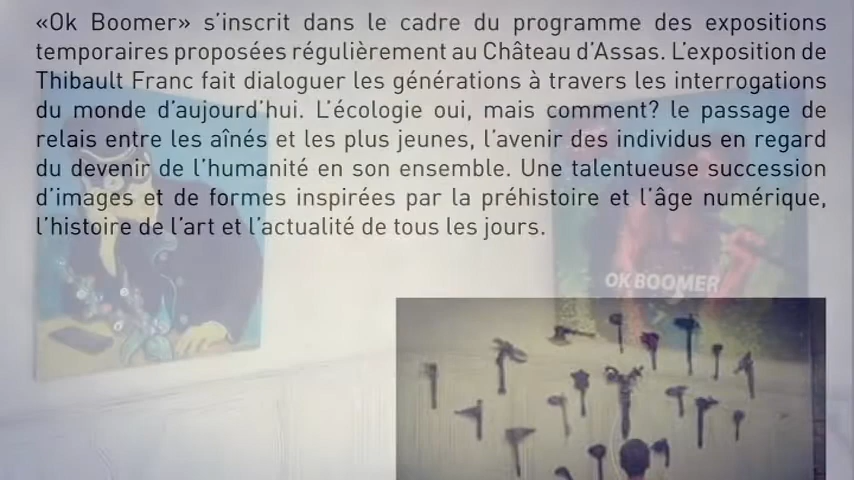 «Ok Boomer» s’inscrit dans le cadre du programme des expositions
temporaires proposées régulièrement au Château d’Assas. L’exposition de
Thibault Franc fait dialoguer les générations à travers les interrogations
du monde d’aujourd’hui. L’écologie oui, mais comment? le passage de
relais entre les aînés et les plus jeunes, l’avenir des individus en regard
du devenir de l’humanité en son ensemble. Une talentueuse succession
d’images et de formes inspirées par la préhistoire et l’âge numérique,
l’histoire de l’art et l’actualité de tous les jours.
OK BOOMER